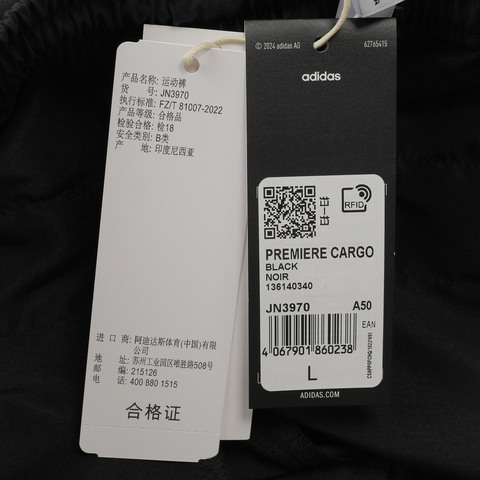 产品名称: 运动裤
货 号: JN3970
执行标准: FZ/T 81007-2022
产品等级: 合格品
检验合格: 检18
安全类别: B类
产 地: 印度尼西亚
进 口 商: 阿迪达斯体育(中国)有限
公司
地 址: 苏州工业园区唯胜路508号
邮 编: 215126
电 话: 400 880 1515
合格证
© 2024 adidas AG 62765415
adidas
RFID
PREMIERE CARGO
BLACK
NOIR
136140340
JN3970 A50
EAN
4 067901 860238
L
ADIDAS.COM